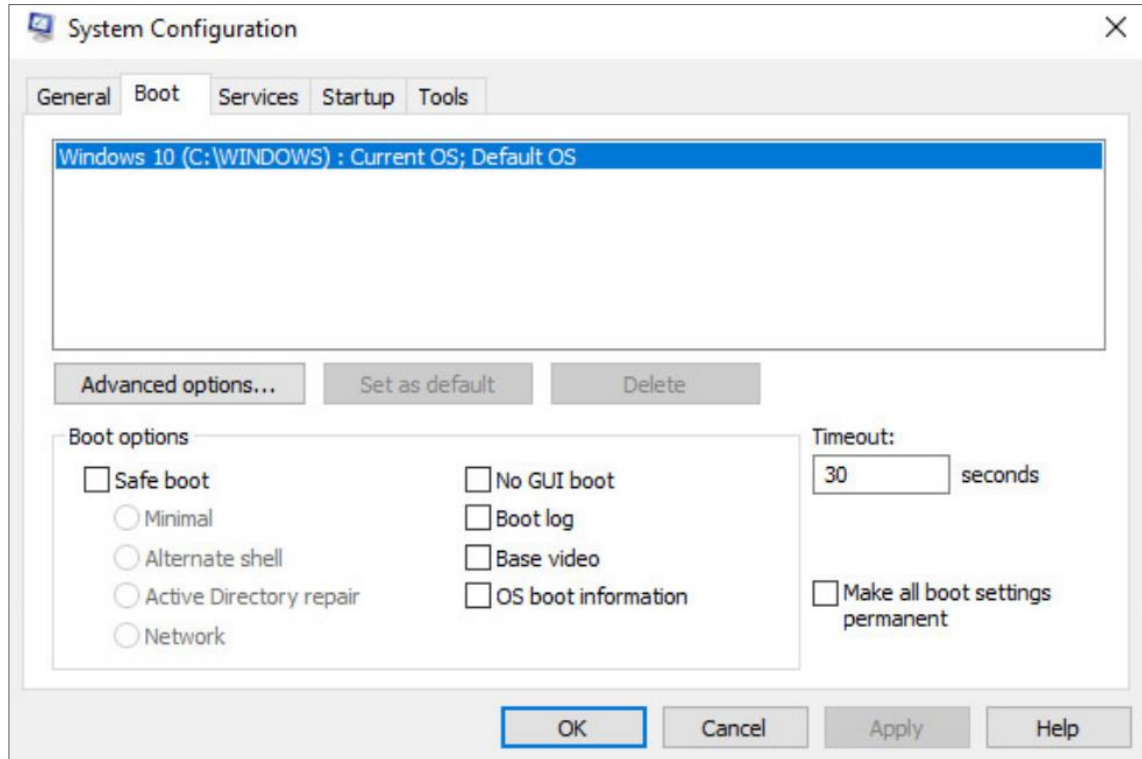 System Configuration
General Boot Services Startup Tools
Windows 10 (C:\WINDOWS) : Current OS; Default OS
Advanced options... Set as default Delete
Boot options
Safe boot
Minimal
Alternate shell
Active Directory repair
Network
No GUI boot
Boot log
Base video
OS boot information
Timeout:
30 seconds
Make all boot settings
permanent
OK Cancel Apply Help